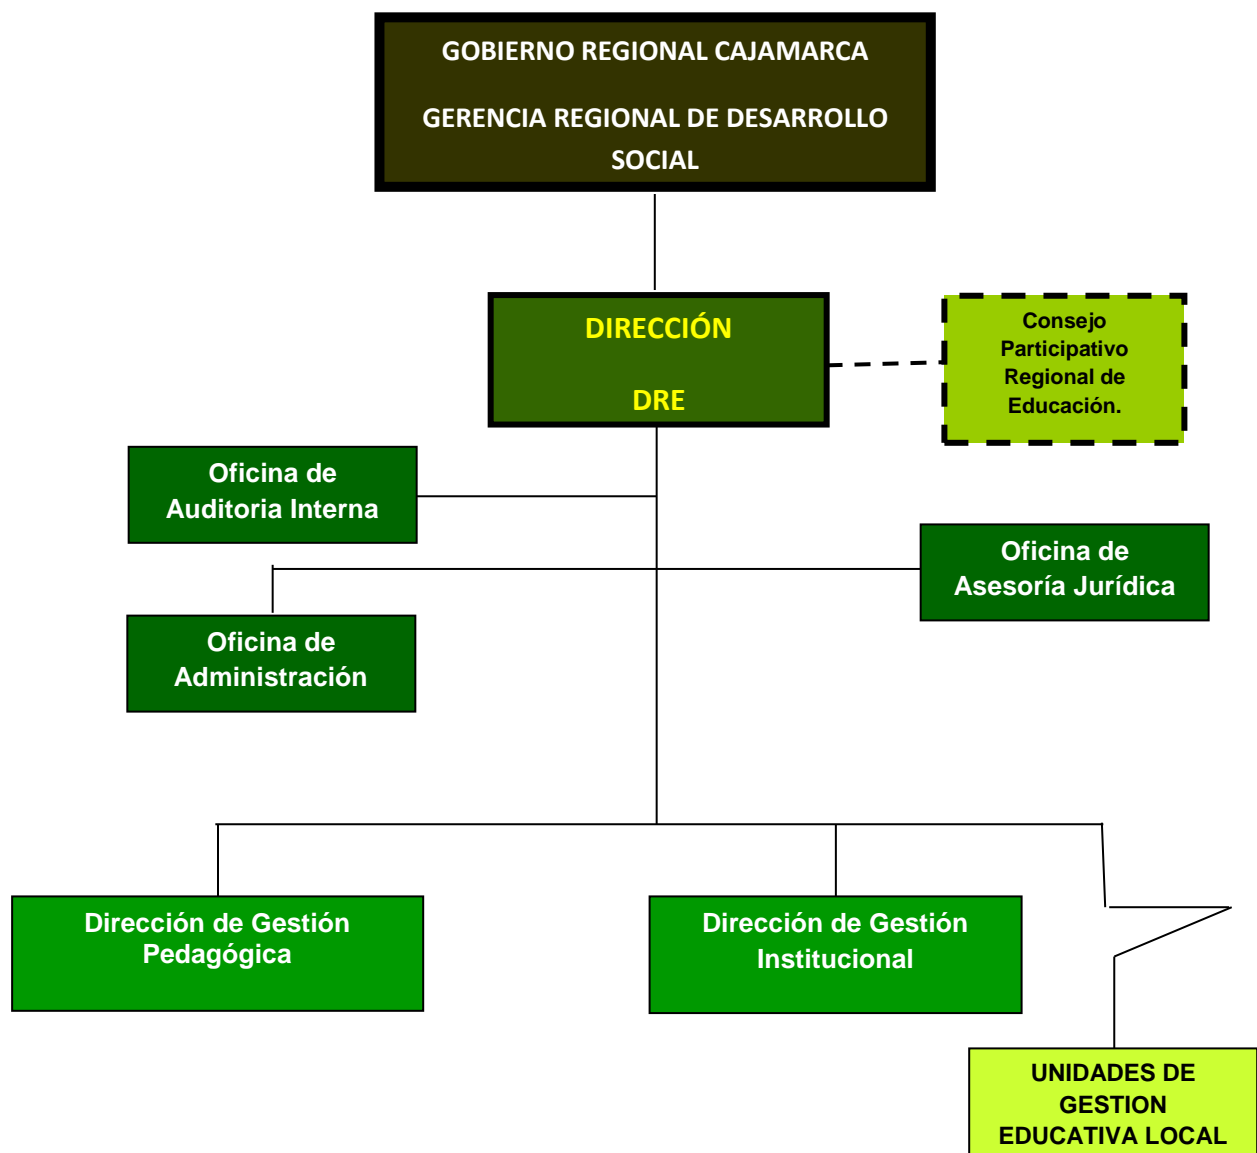 GOBIERNO REGIONAL CAJAMARCA
GERENCIA REGIONAL DE DESARROLLO
SOCIAL
DIRECCIÓN
DRE
Consejo
Participativo
Regional de
Educación.
Oficina de
Auditoria Interna
Oficina de
Asesoría Jurídica
Oficina de
Administración
Dirección de Gestión
Pedagógica
Dirección de Gestión
Institucional
UNIDADES DE
GESTION
EDUCATIVA LOCAL